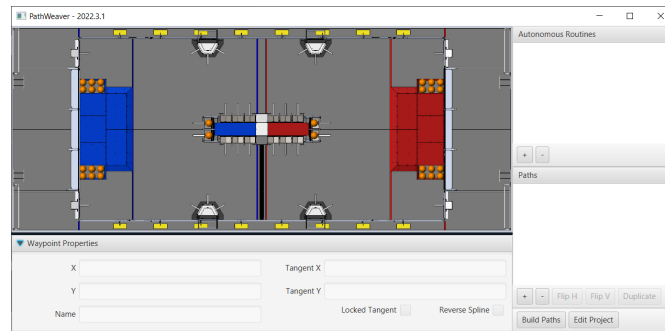 PathWeaver - 2022.3.1
Autonomous Routines
+ -
Paths
+ - Flip H Flip V Duplicate
Build Paths Edit Project
Waypoint Properties
X Tangent X
Y Tangent Y
Name Locked Tangent Reverse Spline